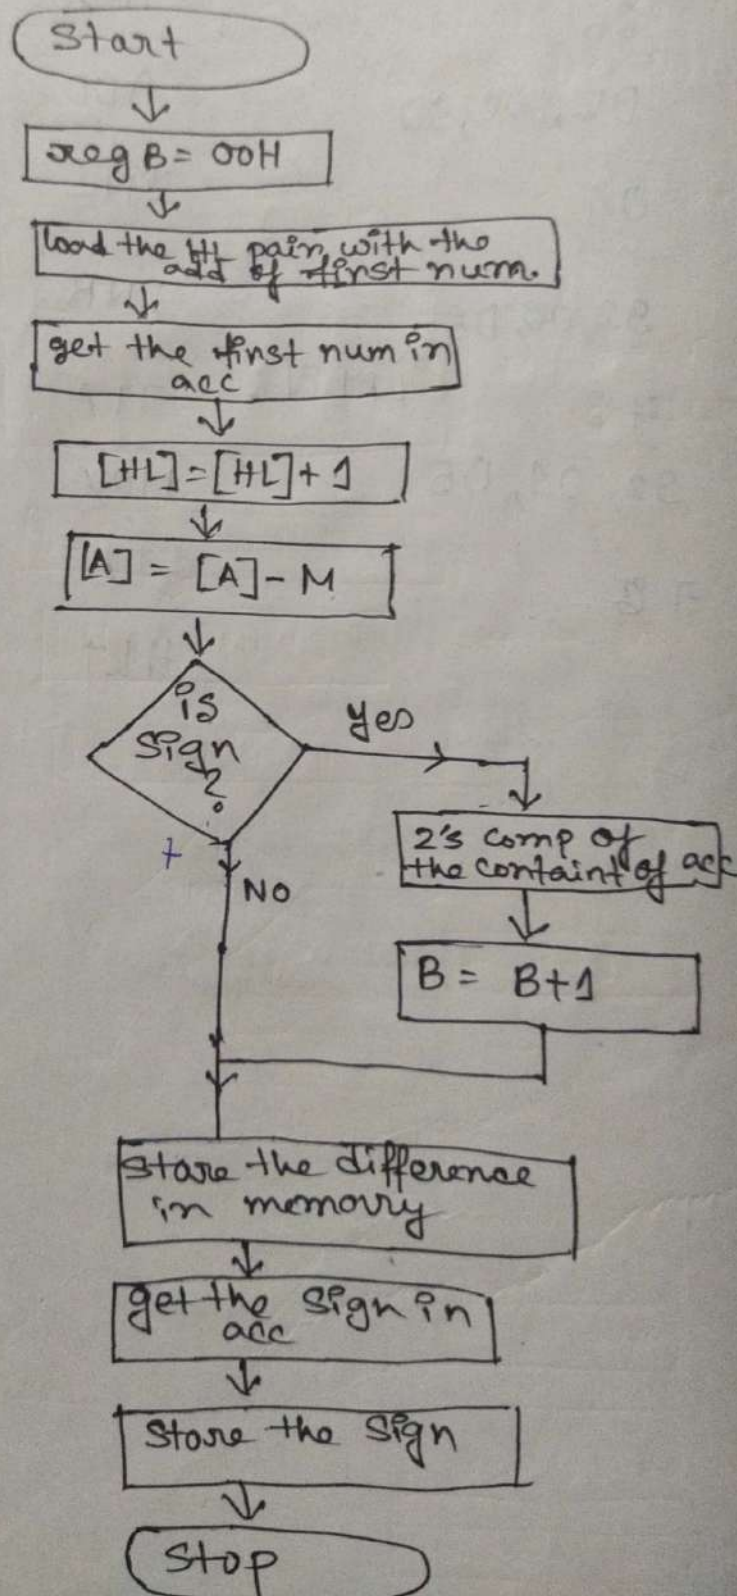 Start
reg B = 00H
load the HL pair with the
add of first num.
get the first num in
acc
[HL] = [HL] + 1
[A] = [A] - M
is
sign
?
Yes
+
NO
2's comp of
the containt of acc
B = B+1
Store the difference
in memorry
get the sign in
acc
Store the sign
Stop